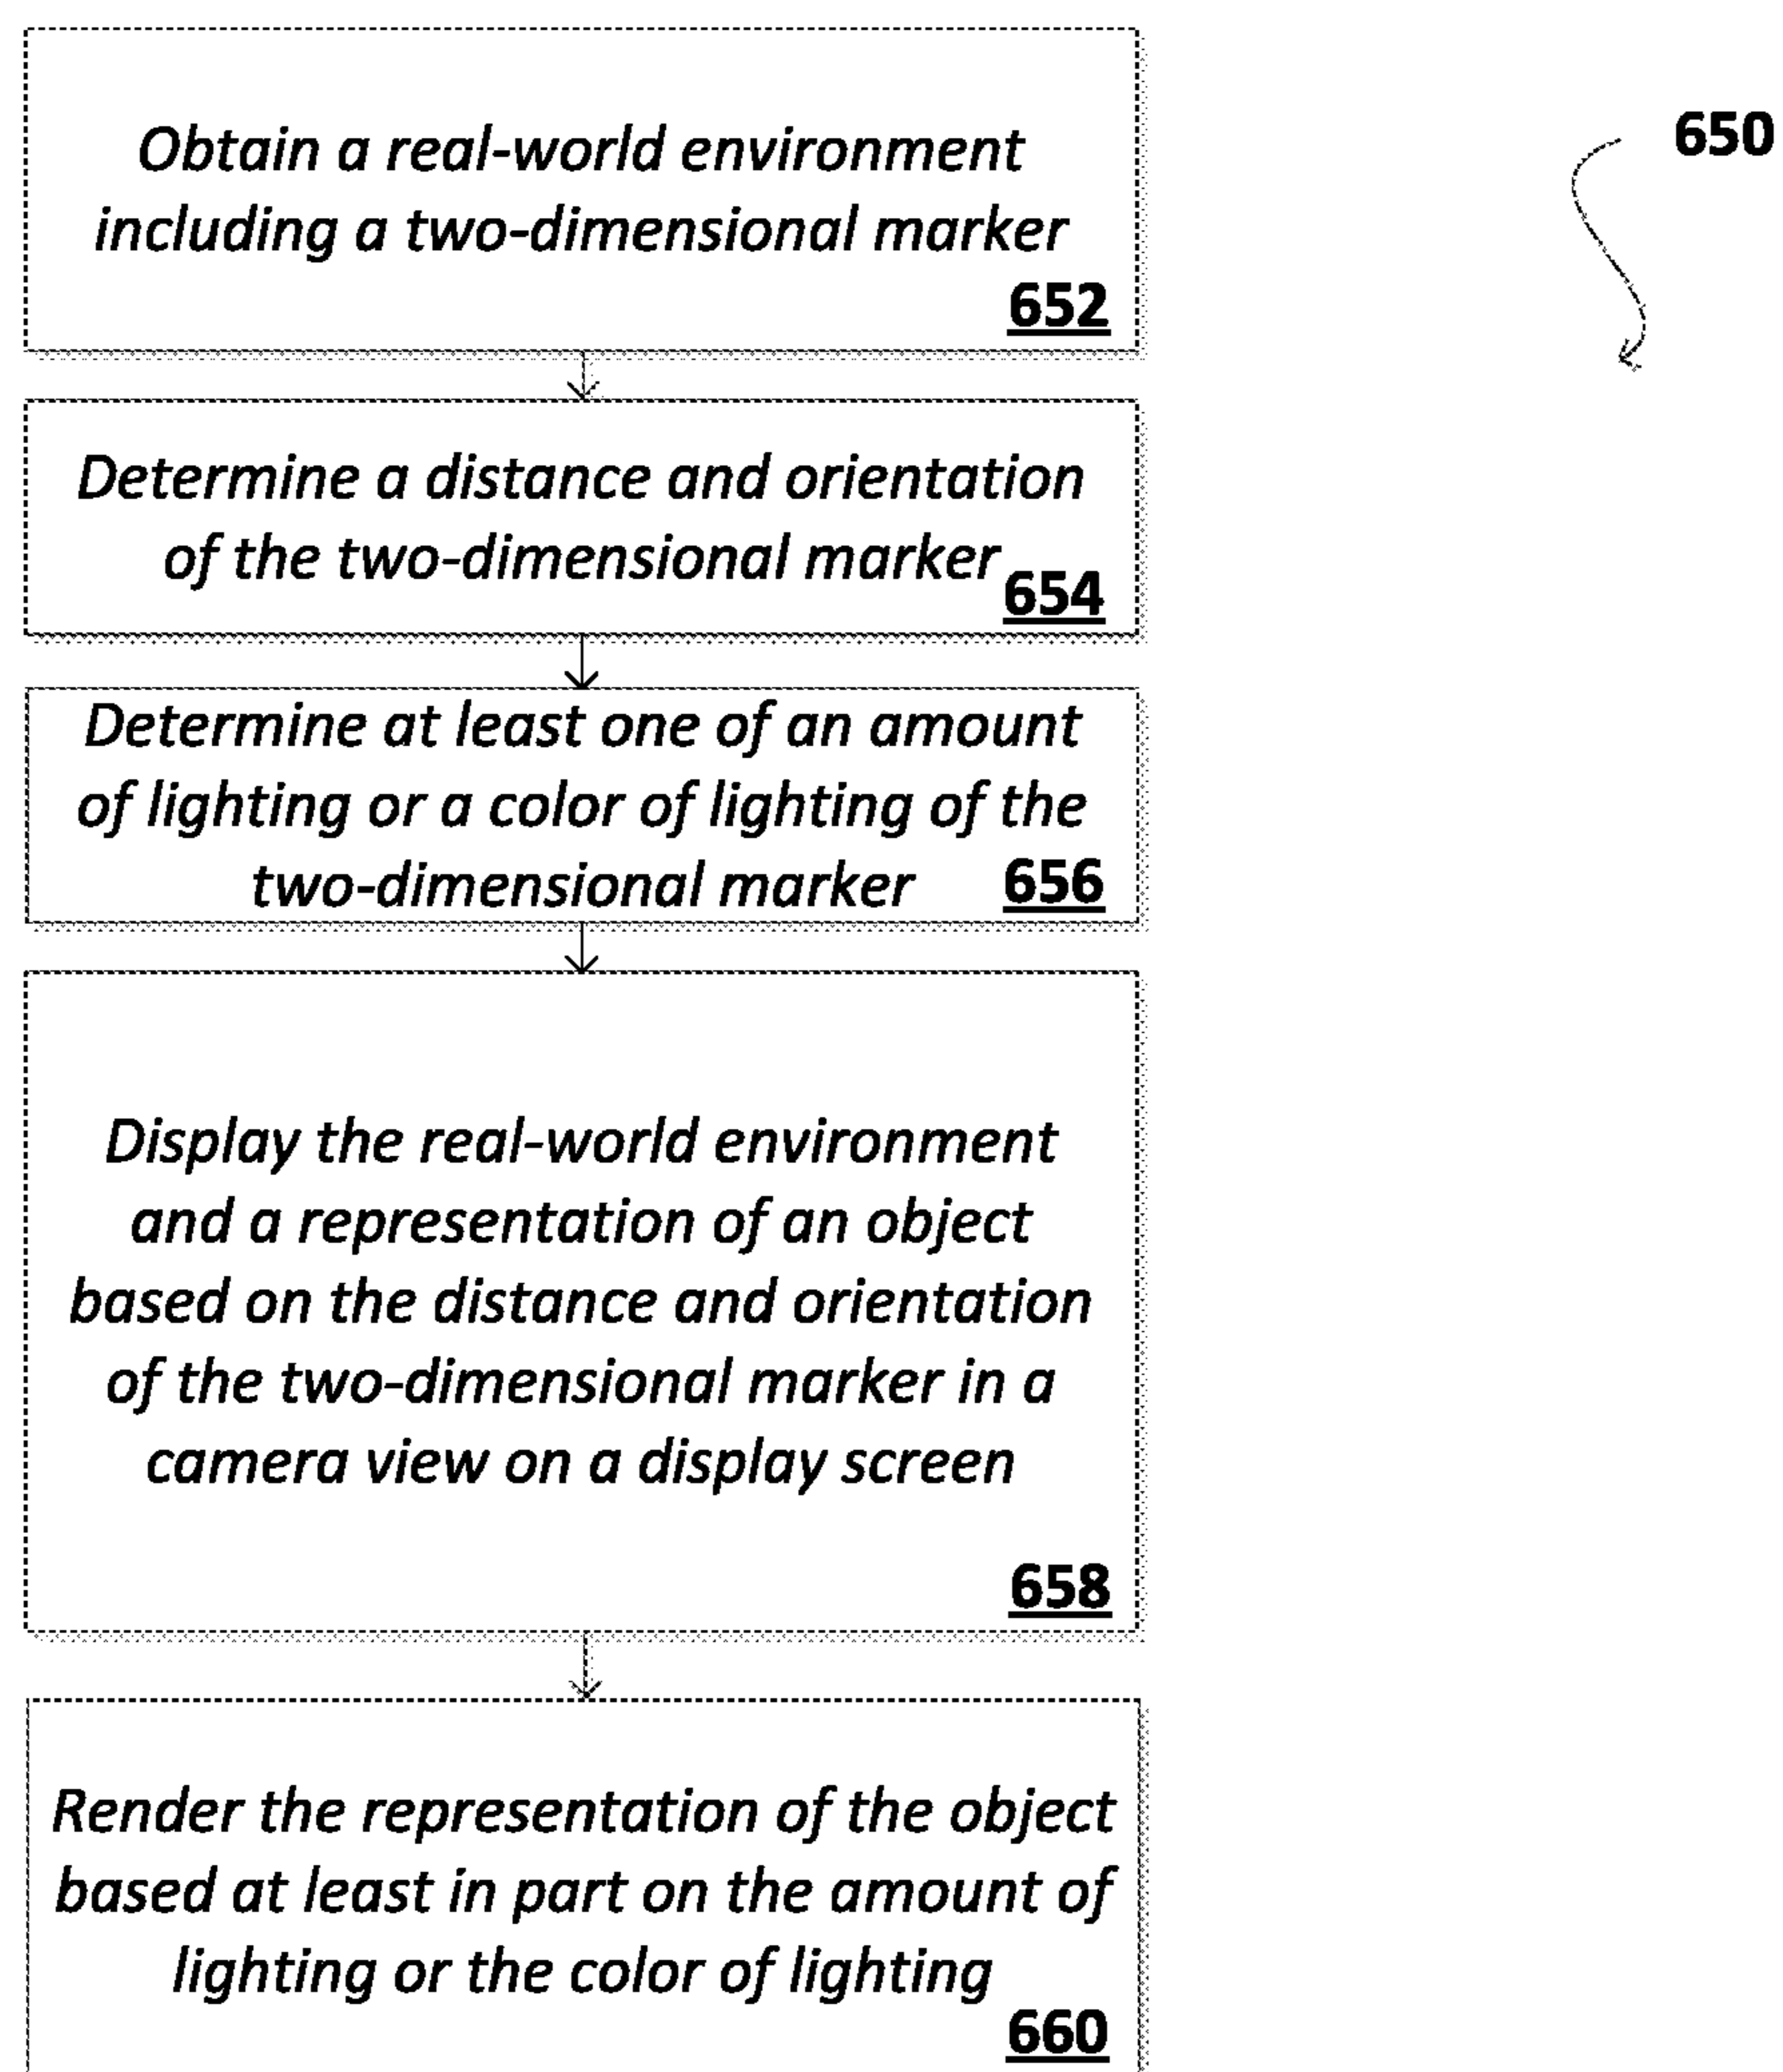 Obtain a real-world environment
including a two-dimensional marker
652
650
Determine a distance and orientation
of the two-dimensional marker
654
Determine at least one of an amount
of lighting or a color of lighting of the
two-dimensional marker 656
Display the real-world environment
and a representation of an object
based on the distance and orientation
of the two-dimensional marker in a
camera view on a display screen
658
Render the representation of the object
based at least in part on the amount of
lighting or the color of lighting
660